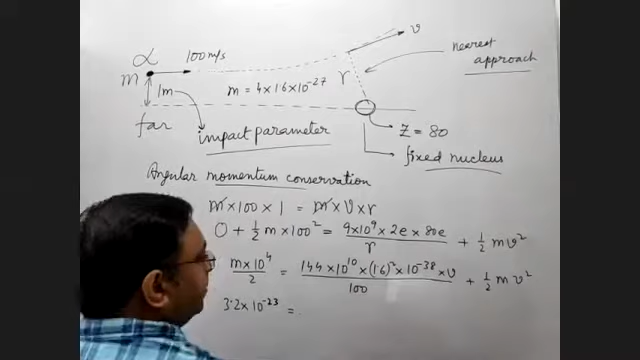 α
100 m/s
v
nearest approach
m
1m
m = 4×1.6×10⁻²⁷
r
far
impact parameter
Z = 80
fixed nucleus
Angular momentum conservation
m×100×1 = m×v×r
0 + 1/2 m×100² = 9×10⁹×2e×80e / r + 1/2 mv²
m×10⁴ / 2 = 144×10¹⁰×(1.6)²×10⁻³⁸×v / 100 + 1/2 m v²
3.2×10⁻²³ =